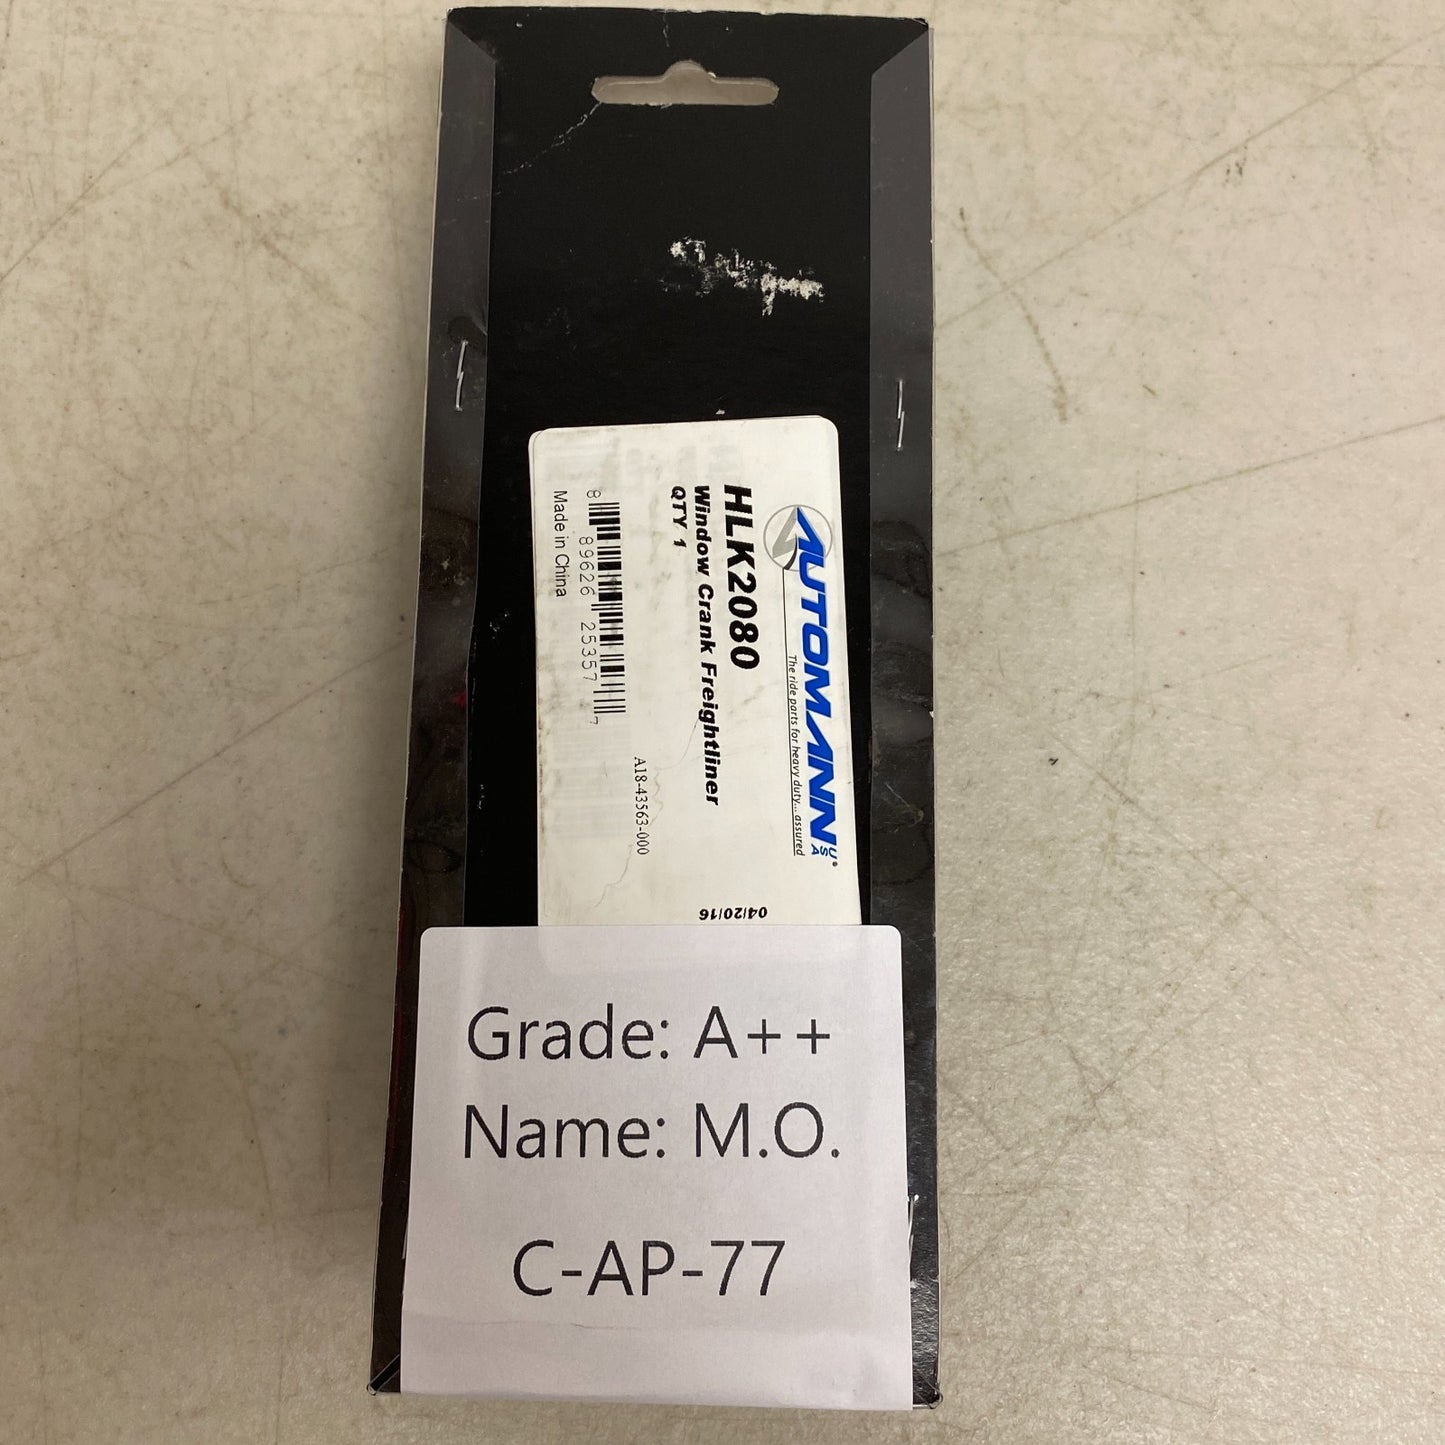 AUTOMANN USA®
The ride parts for heavy duty... assured
HLK2080
Window Crank Freightliner
QTY 1
A18-43563-000
8 89626 25357 7
Made in China
04/20/16
Grade: A++
Name: M.O.
C-AP-77